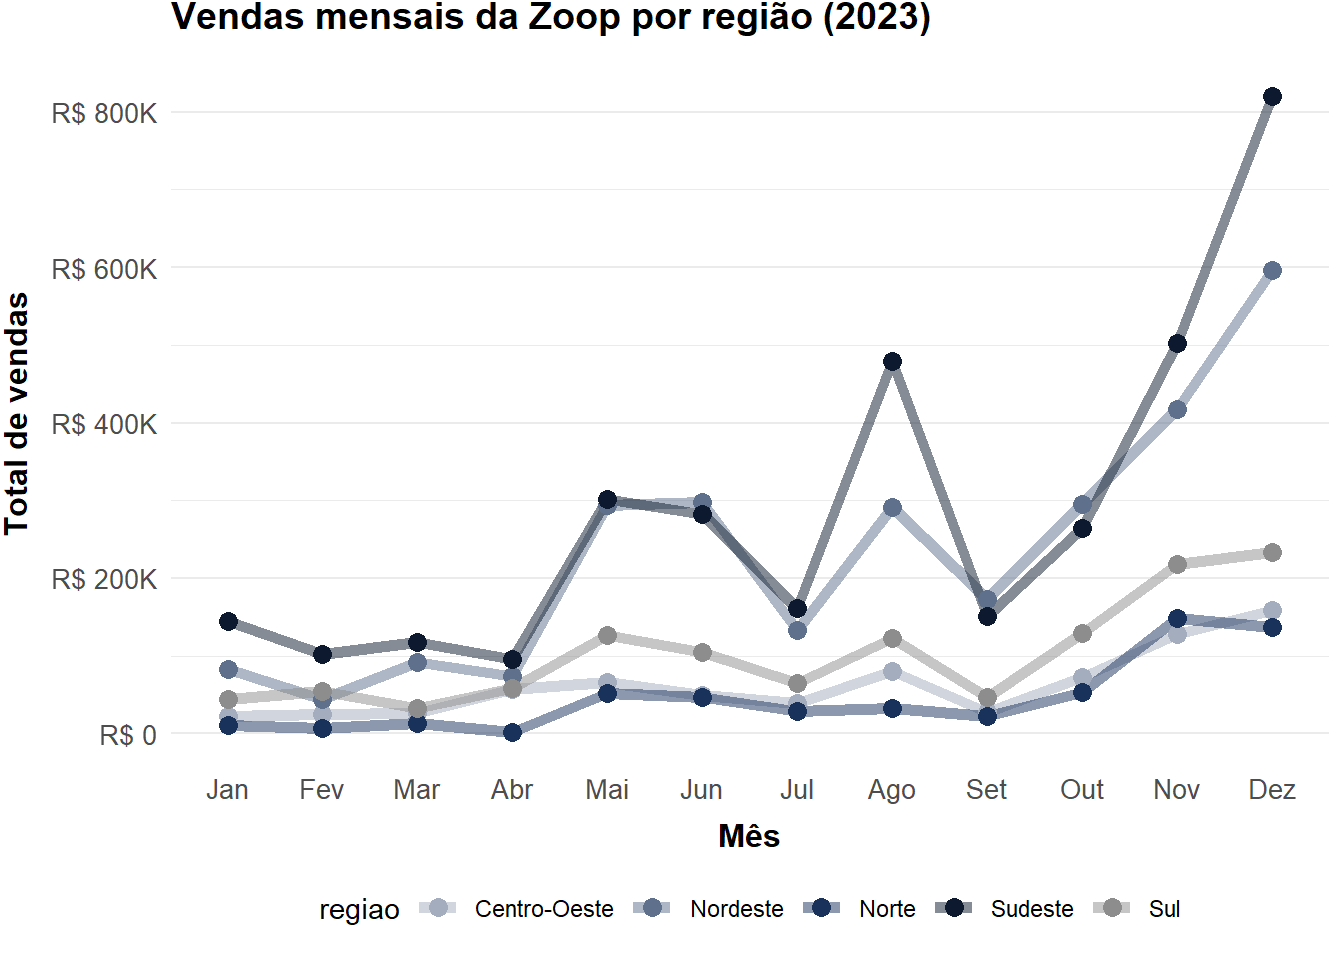 Vendas mensais da Zoop por região (2023)
Total de vendas
R$ 800K
R$ 600K
R$ 400K
R$ 200K
R$ 0
Jan Fev Mar Abr Mai Jun Jul Ago Set Out Nov Dez
Mês
regiao Centro-Oeste Nordeste Norte Sudeste Sul